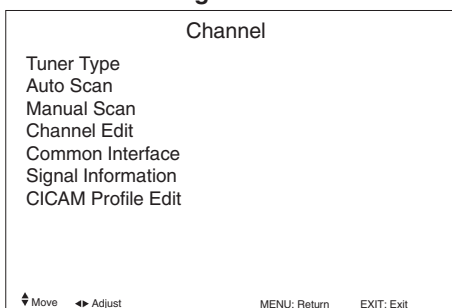 Channel
Tuner Type
Auto Scan
Manual Scan
Channel Edit
Common Interface
Signal Information
CICAM Profile Edit
Move Adjust MENU: Return EXIT: Exit